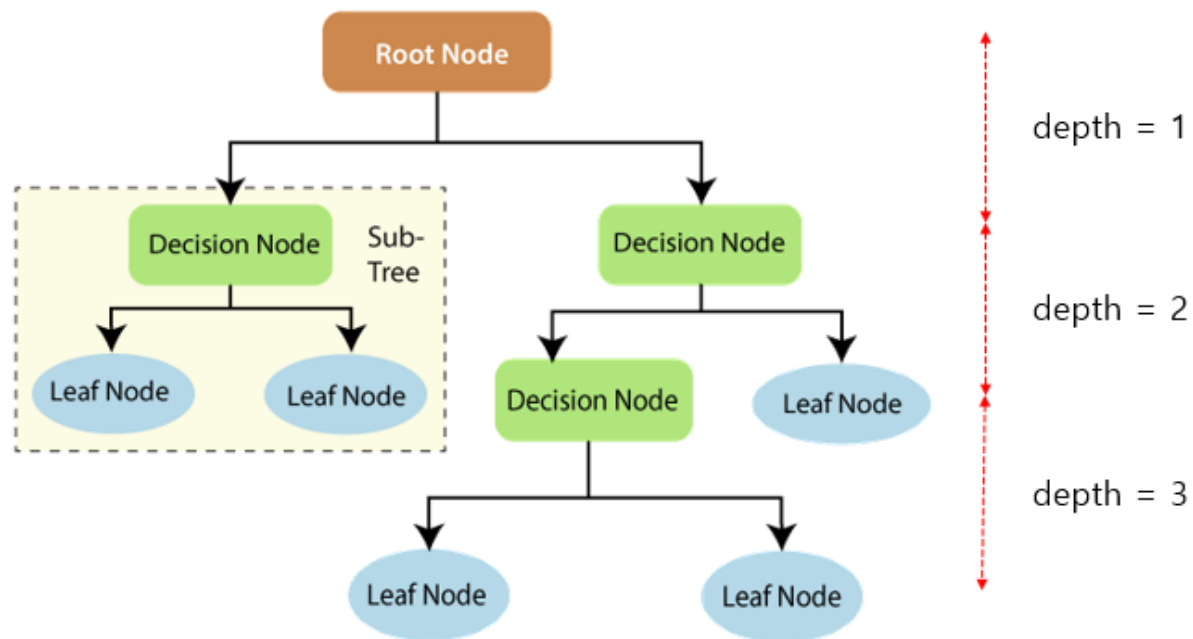 Root Node
depth = 1
Decision Node
Sub-
Tree
Decision Node
depth = 2
Leaf Node
Leaf Node
Decision Node
Leaf Node
depth = 3
Leaf Node
Leaf Node